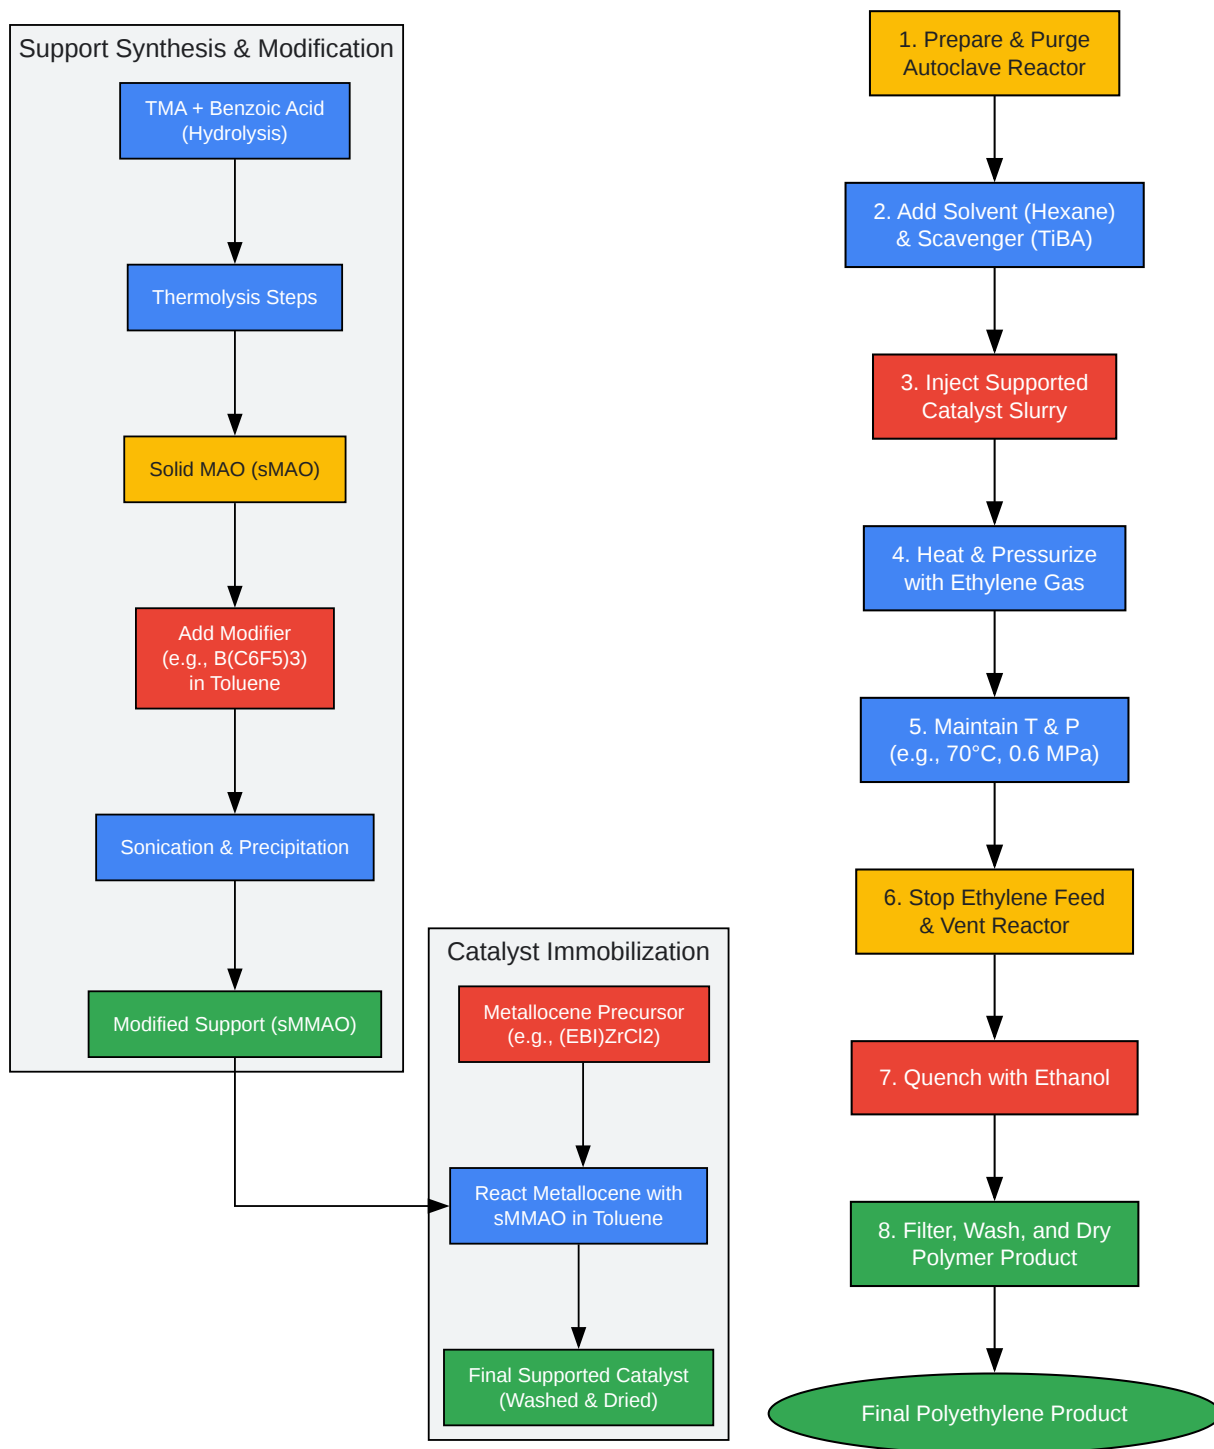 Support Synthesis & Modification
TMA + Benzoic Acid
(Hydrolysis)
Thermolysis Steps
Solid MAO (sMAO)
Add Modifier
(e.g., B(C6F5)3)
in Toluene
Sonication & Precipitation
Modified Support (sMMAO)
Catalyst Immobilization
Metallocene Precursor
(e.g., (EBI)ZrCl2)
React Metallocene with
sMMAO in Toluene
Final Supported Catalyst
(Washed & Dried)
1. Prepare & Purge
Autoclave Reactor
2. Add Solvent (Hexane)
& Scavenger (TiBA)
3. Inject Supported
Catalyst Slurry
4. Heat & Pressurize
with Ethylene Gas
5. Maintain T & P
(e.g., 70°C, 0.6 MPa)
6. Stop Ethylene Feed
& Vent Reactor
7. Quench with Ethanol
8. Filter, Wash, and Dry
Polymer Product
Final Polyethylene Product